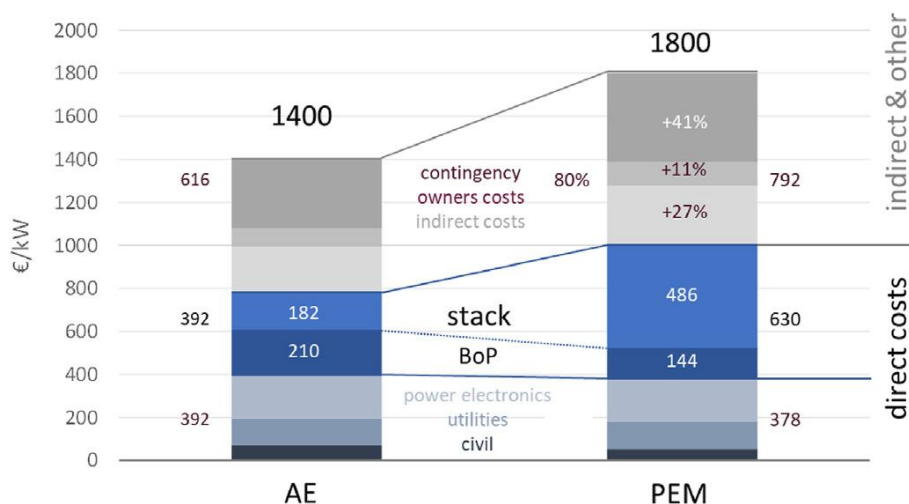 2000
1800
1600
1400
1200
1000
800
600
400
200
0
€/kW
1400
1800
616
392
392
182
210
contingency
owners costs
indirect costs
80%
stack
BoP
power electronics
utilities
civil
+41%
+11%
+27%
486
144
792
630
378
indirect & other
direct costs
AE
PEM